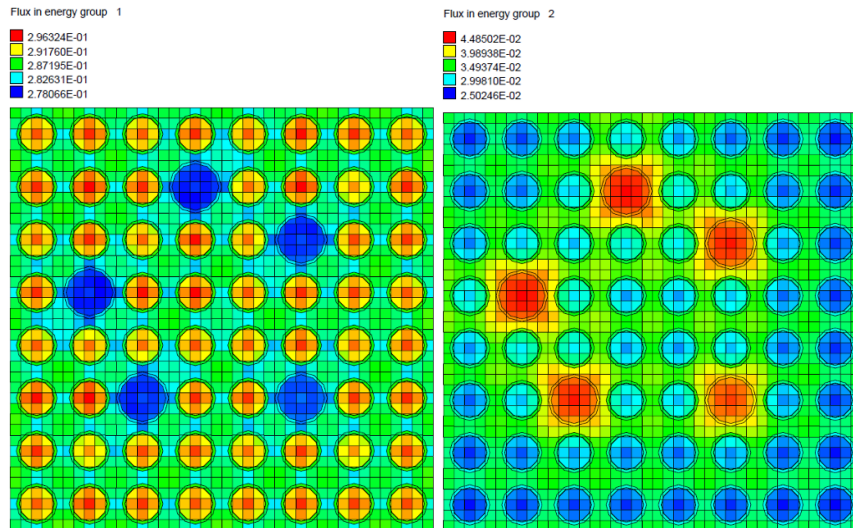 Flux in energy group 1
2.96324E-01
2.91760E-01
2.87195E-01
2.82631E-01
2.78066E-01
Flux in energy group 2
4.48502E-02
3.98938E-02
3.49374E-02
2.99810E-02
2.50246E-02